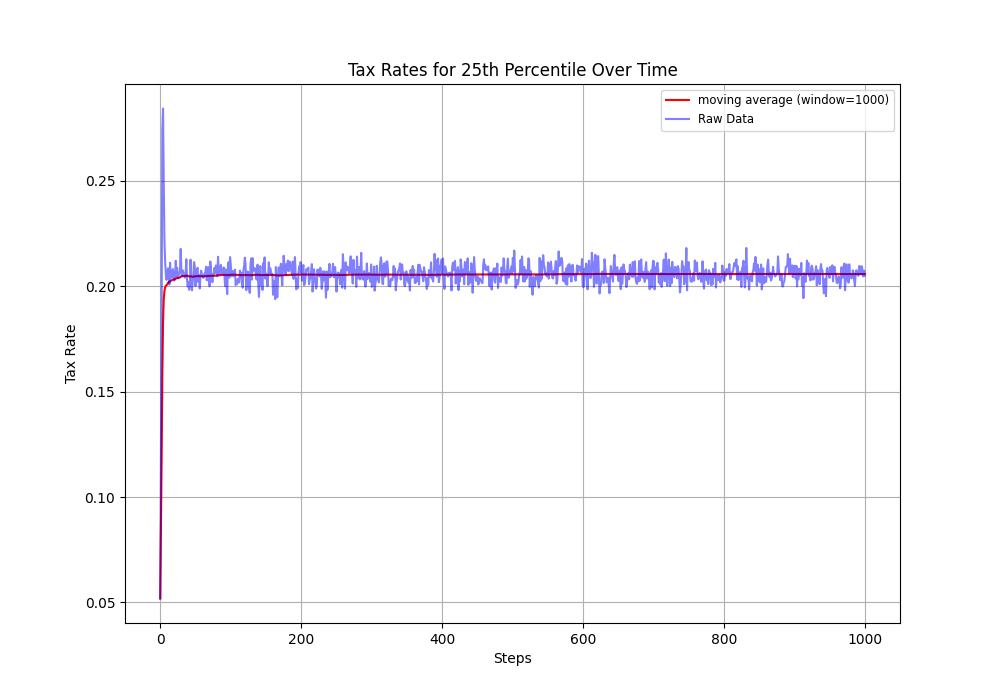 Tax Rates for 25th Percentile Over Time
moving average (window=1000)
Raw Data
0.25
0.20
0.15
0.10
0.05
Tax Rate
0 200 400 600 800 1000
Steps